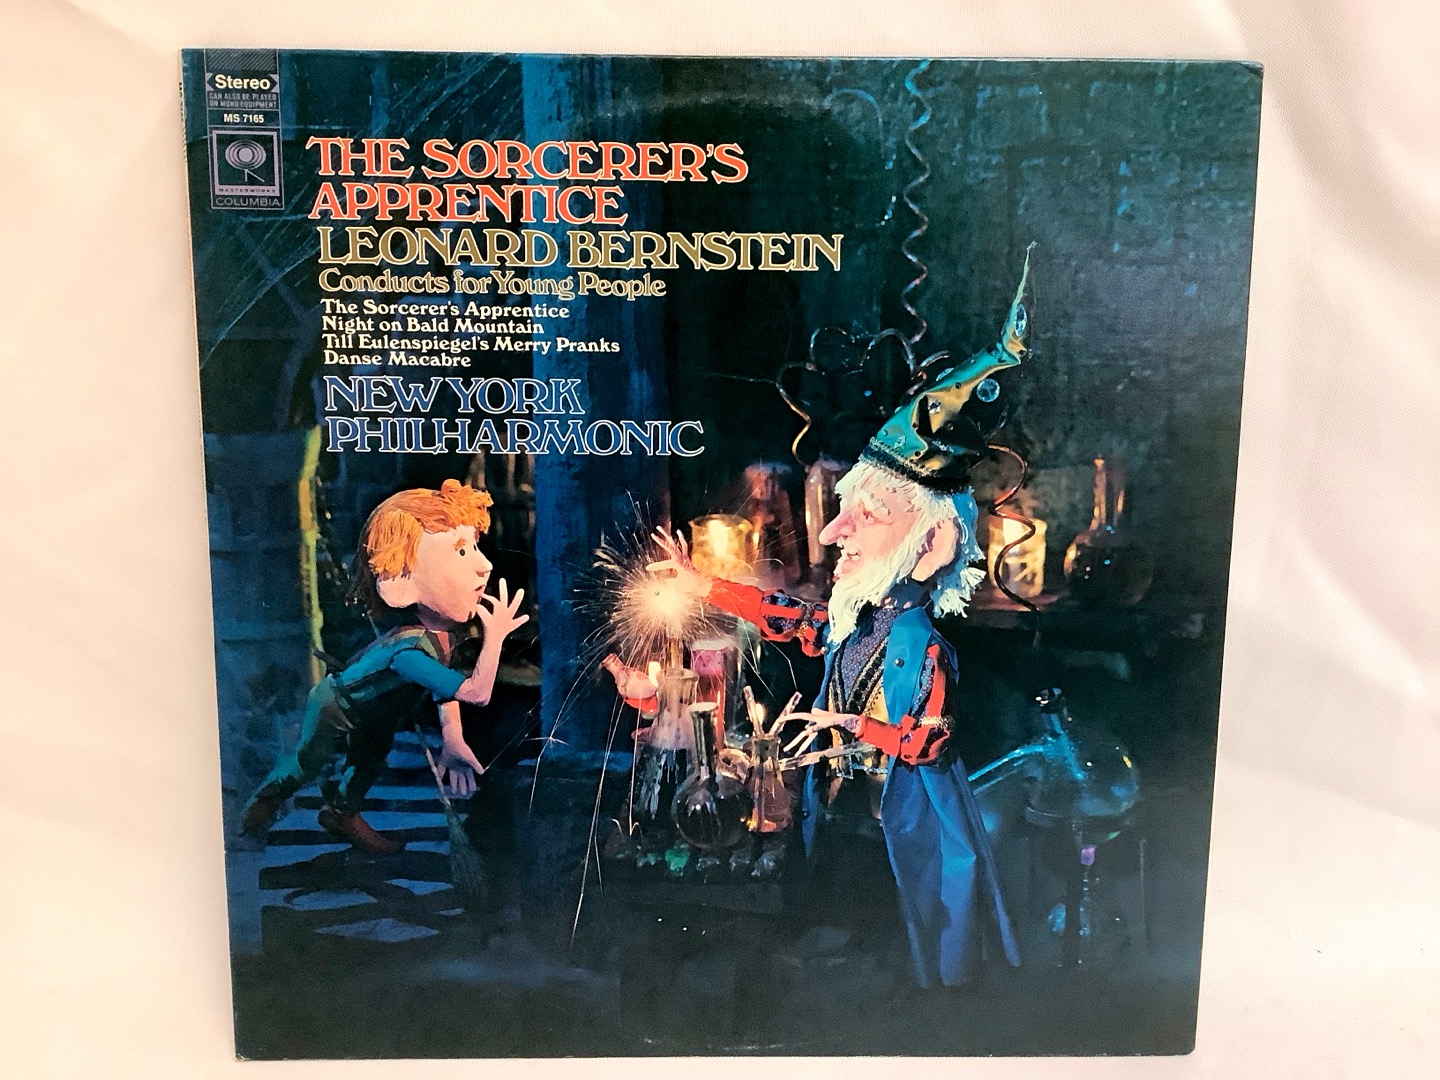 Stereo
CAN ALSO BE PLAYED
ON MONO EQUIPMENT
MS 7165
MASTERWORKS
COLUMBIA
THE SORCERER'S
APPRENTICE
LEONARD BERNSTEIN
Conducts for Young People
The Sorcerer's Apprentice
Night on Bald Mountain
Till Eulenspiegel's Merry Pranks
Danse Macabre
NEW YORK
PHILHARMONIC